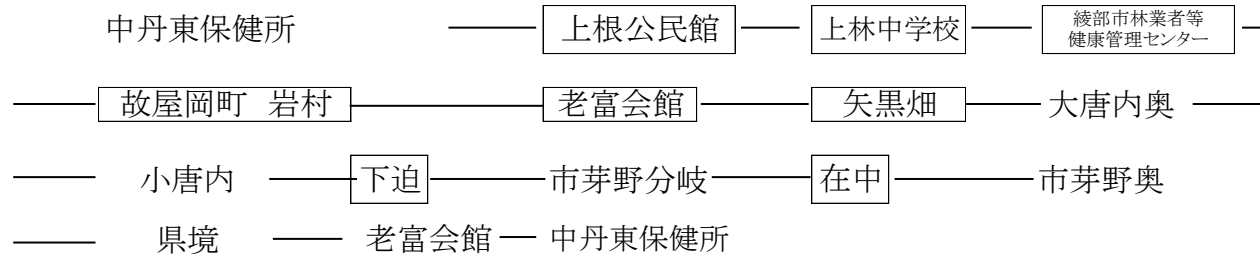 中丹東保健所 上根公民館 上林中学校 綾部市林業者等
健康管理センター
故屋岡町 岩村 老富会館 矢黒畑 大唐内奥
小唐内 下迫 市芽野分岐 在中 市芽野奥
県境 老富会館 中丹東保健所